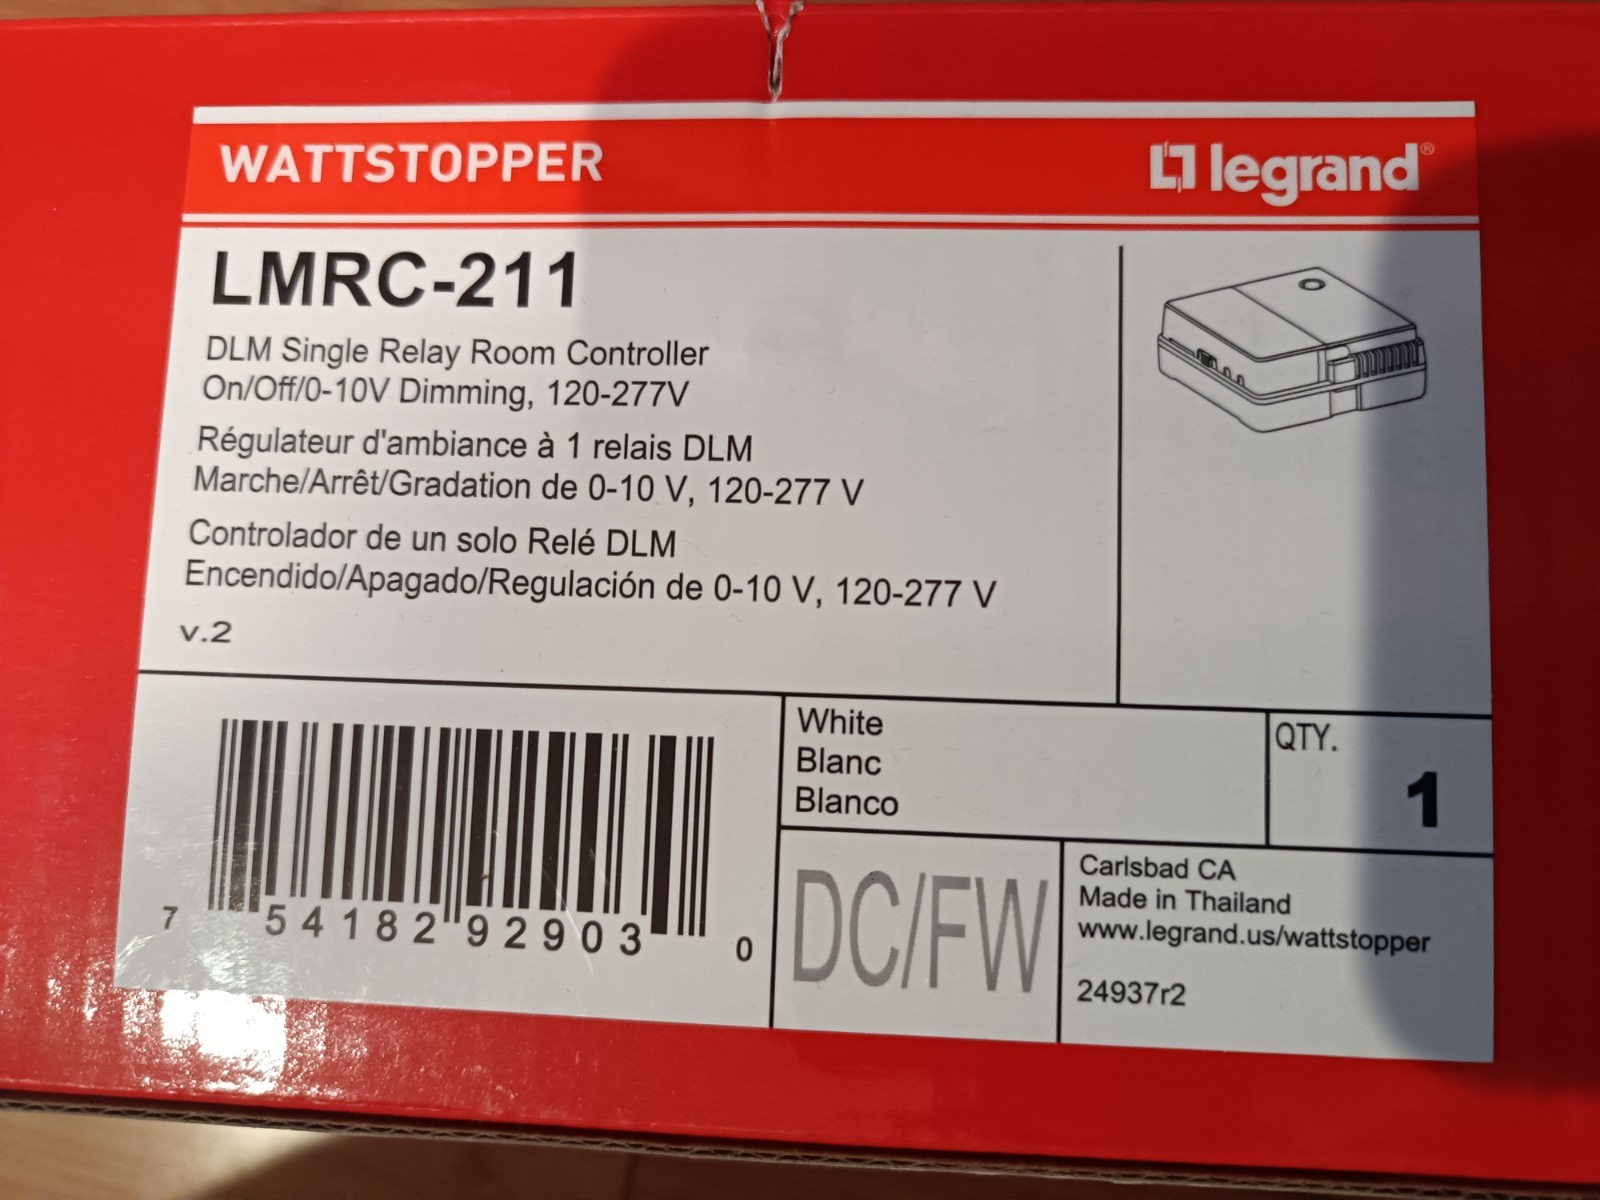 WATTSTOPPER
legrand®
LMRC-211
DLM Single Relay Room Controller
On/Off/0-10V Dimming, 120-277V
Régulateur d'ambiance à 1 relais DLM
Marche/Arrêt/Gradation de 0-10 V, 120-277 V
Controlador de un solo Relé DLM
Encendido/Apagado/Regulación de 0-10 V, 120-277 V
v.2
7 54182 92903 0
White
Blanc
Blanco
QTY.
1
DC/FW
Carlsbad CA
Made in Thailand
www.legrand.us/wattstopper
24937r2